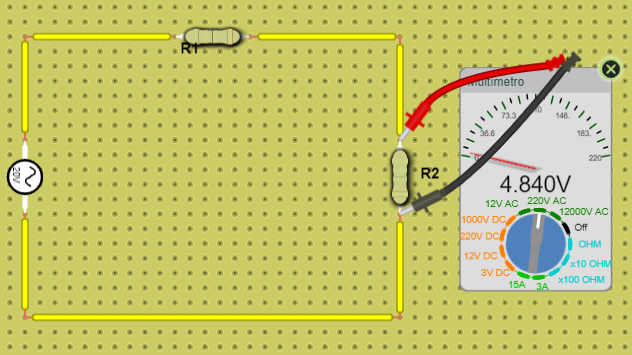 R1
Multimetro
36.6
73.3
146.
183.
220
20V
R2
4.840V
12V AC
220V AC
12000V AC
1000V DC
Off
220V DC
OHM
12V DC
x10 OHM
3V DC
x100 OHM
15A
3A